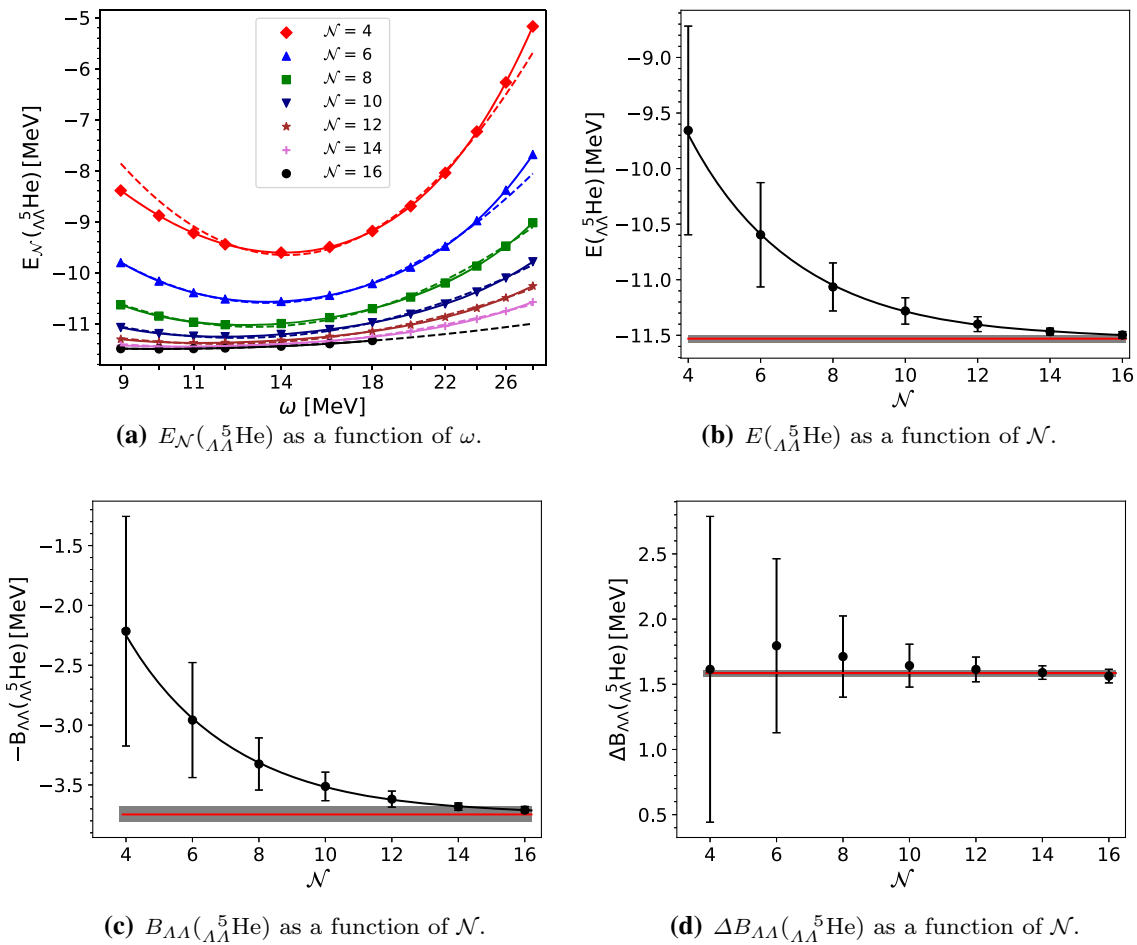 E𝒩(ΛΛ⁵He) [MeV]
−5
−6
−7
−8
−9
−10
−11
𝒩 = 4
𝒩 = 6
𝒩 = 8
𝒩 = 10
𝒩 = 12
𝒩 = 14
𝒩 = 16
9 11 14 18 22 26
ω [MeV]
(a) E𝒩(ΛΛ⁵He) as a function of ω.
E(ΛΛ⁵He) [MeV]
−9.0
−9.5
−10.0
−10.5
−11.0
−11.5
4 6 8 10 12 14 16
𝒩
(b) E(ΛΛ⁵He) as a function of 𝒩.
−BΛΛ(ΛΛ⁵He) [MeV]
−1.5
−2.0
−2.5
−3.0
−3.5
4 6 8 10 12 14 16
𝒩
(c) BΛΛ(ΛΛ⁵He) as a function of 𝒩.
ΔBΛΛ(ΛΛ⁵He) [MeV]
2.5
2.0
1.5
1.0
0.5
4 6 8 10 12 14 16
𝒩
(d) ΔBΛΛ(ΛΛ⁵He) as a function of 𝒩.